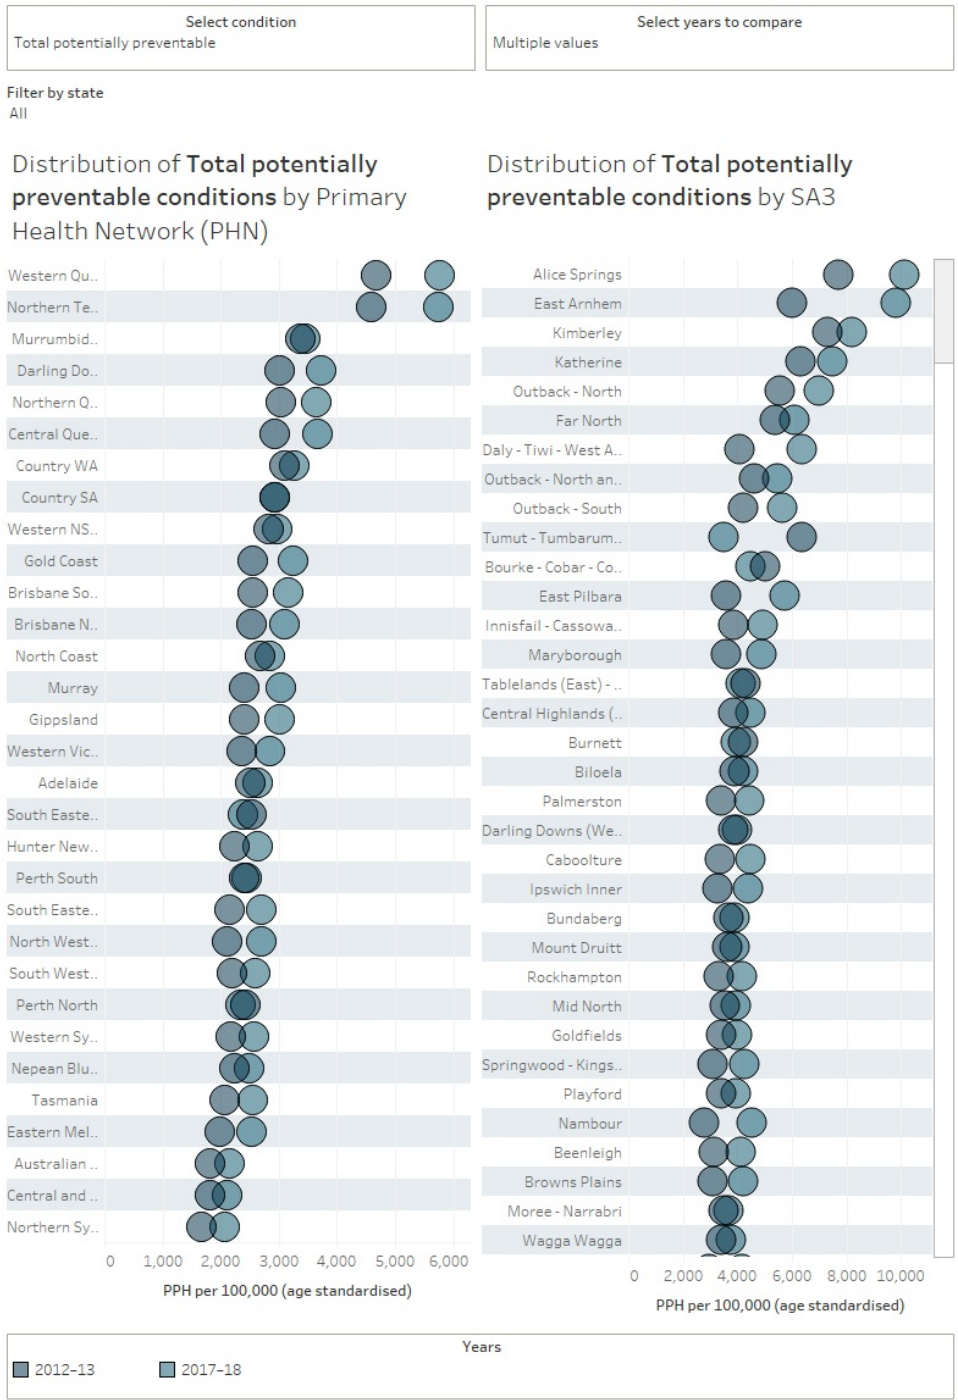 Select condition
Total potentially preventable
Select years to compare
Multiple values
Filter by state
All
Distribution of Total potentially
preventable conditions by Primary
Health Network (PHN)
Western Qu..
Northern Te..
Murrumbid..
Darling Do..
Northern Q..
Central Que..
Country WA
Country SA
Western NS..
Gold Coast
Brisbane So..
Brisbane N..
North Coast
Murray
Gippsland
Western Vic..
Adelaide
South Easte..
Hunter New..
Perth South
South Easte..
North West..
South West..
Perth North
Western Sy..
Nepean Blu..
Tasmania
Eastern Mel..
Australian ..
Central and ..
Northern Sy..
0 1,000 2,000 3,000 4,000 5,000 6,000
PPH per 100,000 (age standardised)
Distribution of Total potentially
preventable conditions by SA3
Alice Springs
East Arnhem
Kimberley
Katherine
Outback - North
Far North
Daly - Tiwi - West A..
Outback - North an..
Outback - South
Tumut - Tumbarum..
Bourke - Cobar - Co..
East Pilbara
Innisfail - Cassowa..
Maryborough
Tablelands (East) - ..
Central Highlands (..
Burnett
Biloela
Palmerston
Darling Downs (We..
Caboolture
Ipswich Inner
Bundaberg
Mount Druitt
Rockhampton
Mid North
Goldfields
Springwood - Kings..
Playford
Nambour
Beenleigh
Browns Plains
Moree - Narrabri
Wagga Wagga
0 2,000 4,000 6,000 8,000 10,000
PPH per 100,000 (age standardised)
Years
2012–13
2017–18